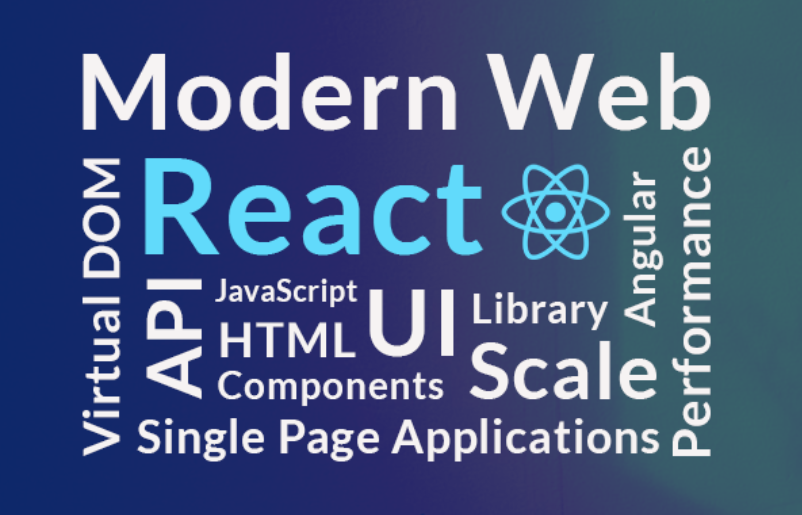 Modern Web
Virtual DOM
React
Angular
Performance
API
JavaScript
HTML
UI
Library
Components
Scale
Single Page Applications